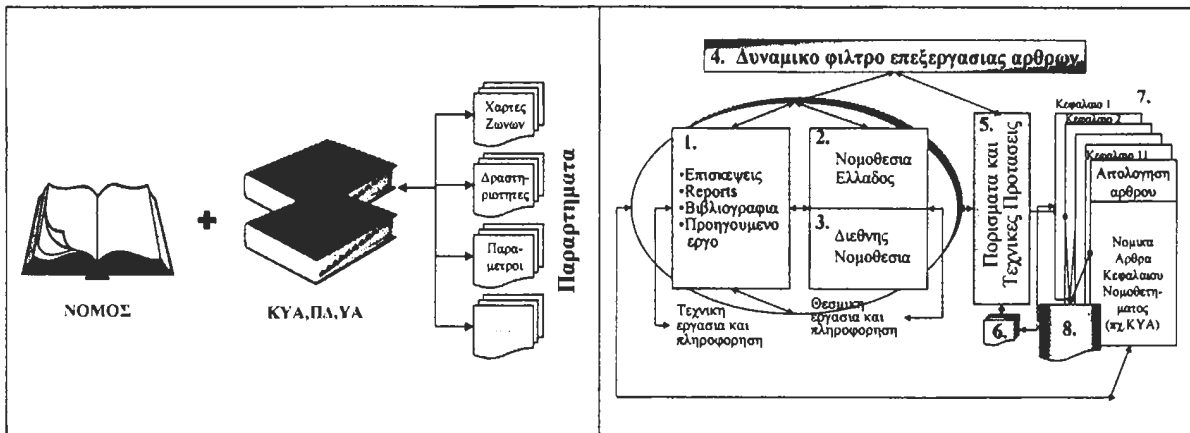 Χαρτες
Ζωνων
Δραστη-
ριοτητες
Παρα-
μετροι
....
Παραρτηματα
ΝΟΜΟΣ
+
ΚΥΑ,ΠΔ,ΥΑ
4. Δυναμικο φιλτρο επεξεργασιας αρθρων
1.
•Επισκεψεις
•Reports
•Βιβλιογραφια
•Προηγουμενο
εργο
2.
Νομοθεσια
Ελλαδος
3.
Διεθνης
Νομοθεσια
Τεχνικη
εργασια και
πληροφορηση
Θεσμικη
εργασια και
πληροφορηση
5.
Πορισματα και
Τεχνικες Προτασεις
6.
7.
Κεφαλαιο 1
Κεφαλαιο 2
Κεφαλαιο 11
Αιτολογηση
αρθρου
Νομικα
Αρθρα
Κεφαλαιου
Νομοθετη-
ματος
(πχ ΚΥΑ)
8.